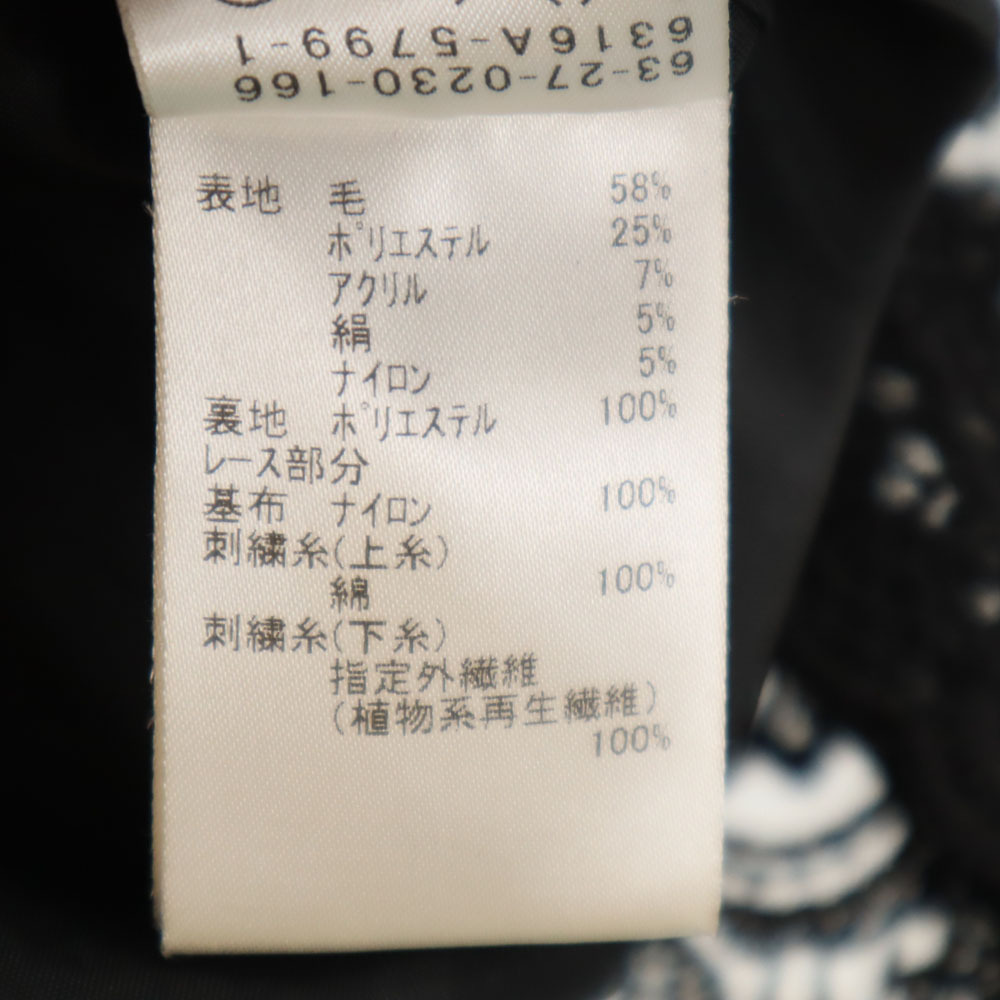 6316A-5799-1
63-27-0230-166
表地 毛 58%
ポリエステル 25%
アクリル 7%
絹 5%
ナイロン 5%
裏地 ポリエステル 100%
レース部分
基布 ナイロン 100%
刺繍糸(上糸)
綿 100%
刺繍糸(下糸)
指定外繊維
(植物系再生繊維)
100%